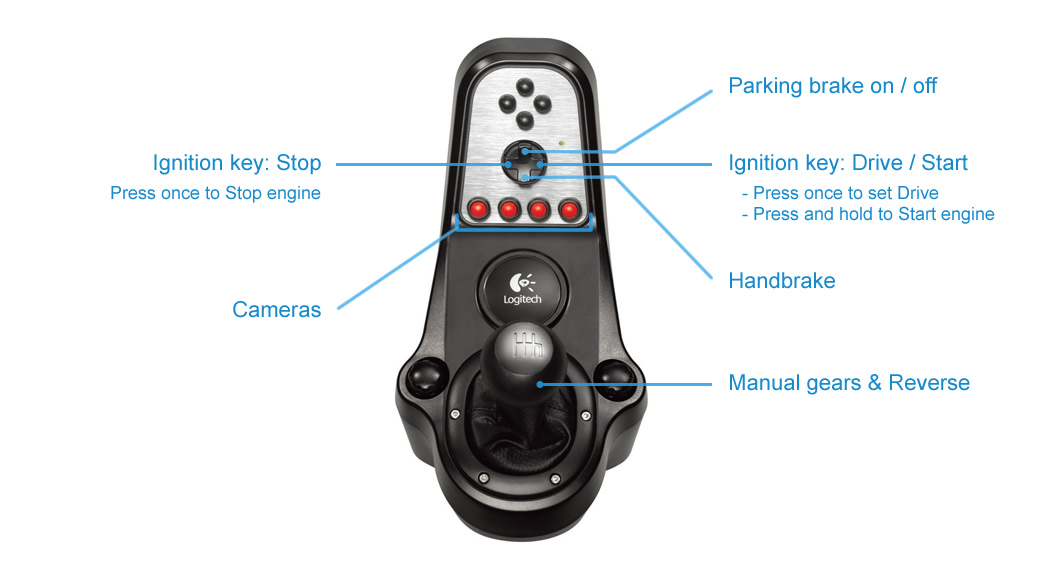 Parking brake on / off
Ignition key: Stop
Press once to Stop engine
Ignition key: Drive / Start
- Press once to set Drive
- Press and hold to Start engine
Handbrake
Cameras
Logitech
Manual gears & Reverse